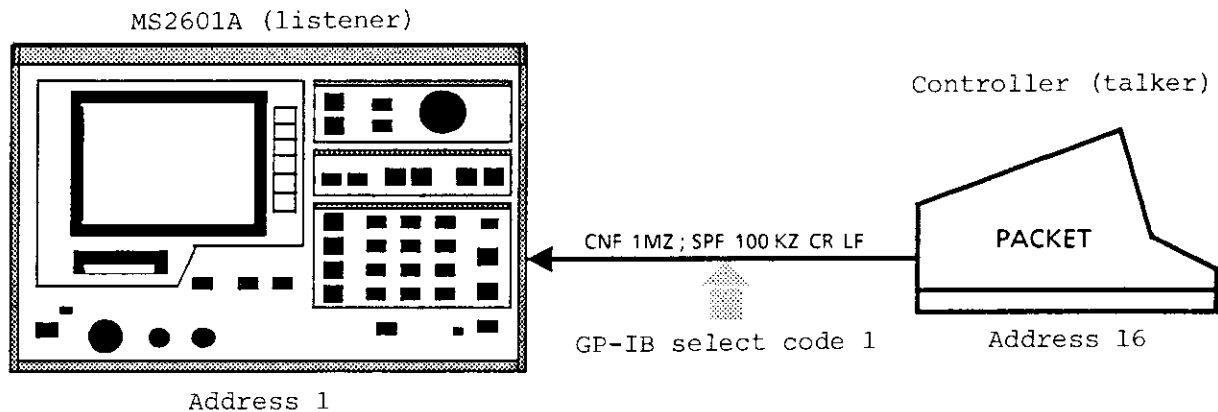 MS2601A (listener)
Controller (talker)
CNF 1MZ ; SPF 100 KZ CR LF
PACKET
GP-IB select code 1
Address 16
Address 1